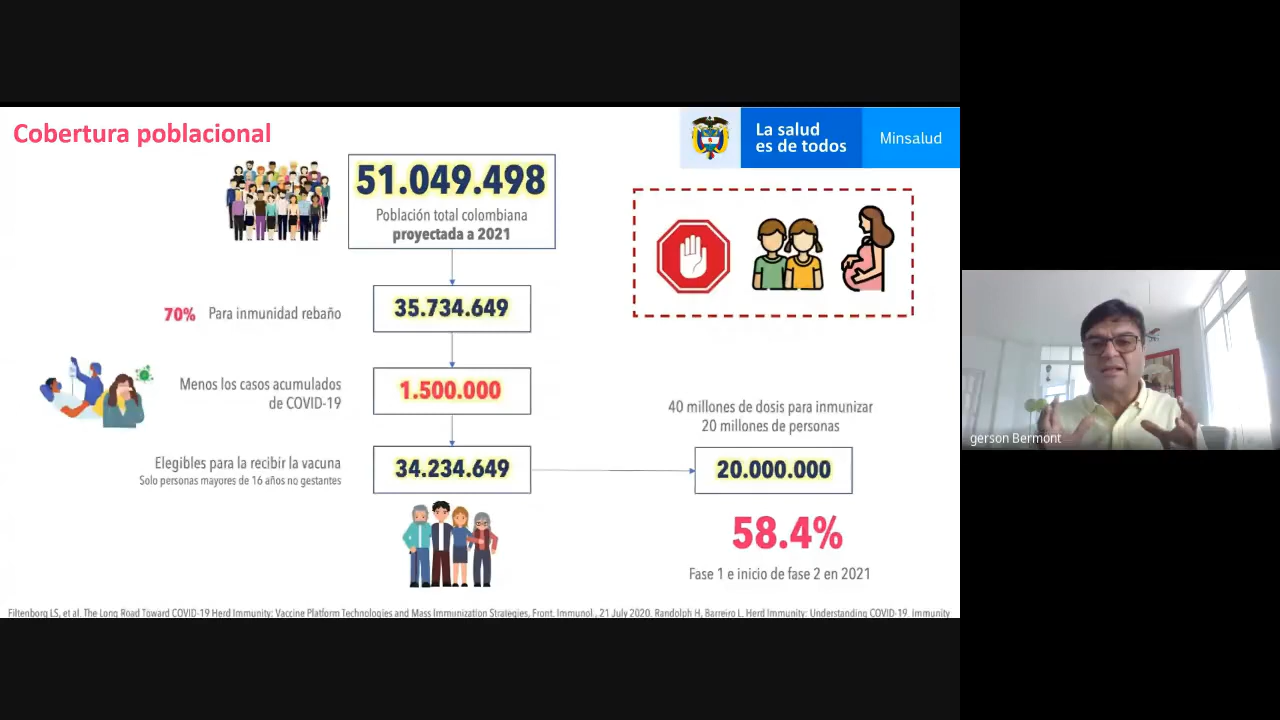 Cobertura poblacional
La salud
es de todos
Minsalud
51.049.498
Población total colombiana
proyectada a 2021
70% Para inmunidad rebaño
35.734.649
Menos los casos acumulados
de COVID-19
1.500.000
Elegibles para la recibir la vacuna
Solo personas mayores de 16 años no gestantes
34.234.649
40 millones de dosis para inmunizar
20 millones de personas
20.000.000
58.4%
Fase 1 e inicio de fase 2 en 2021
Filtenborg LS, et al. The Long Road Toward COVID-19 Herd Immunity: Vaccine Platform Technologies and Mass Immunization Strategies, Front. Immunol., 21 July 2020. Randolph H, Barreiro L. Herd Immunity: Understanding COVID-19, Immunity
gerson Bermont